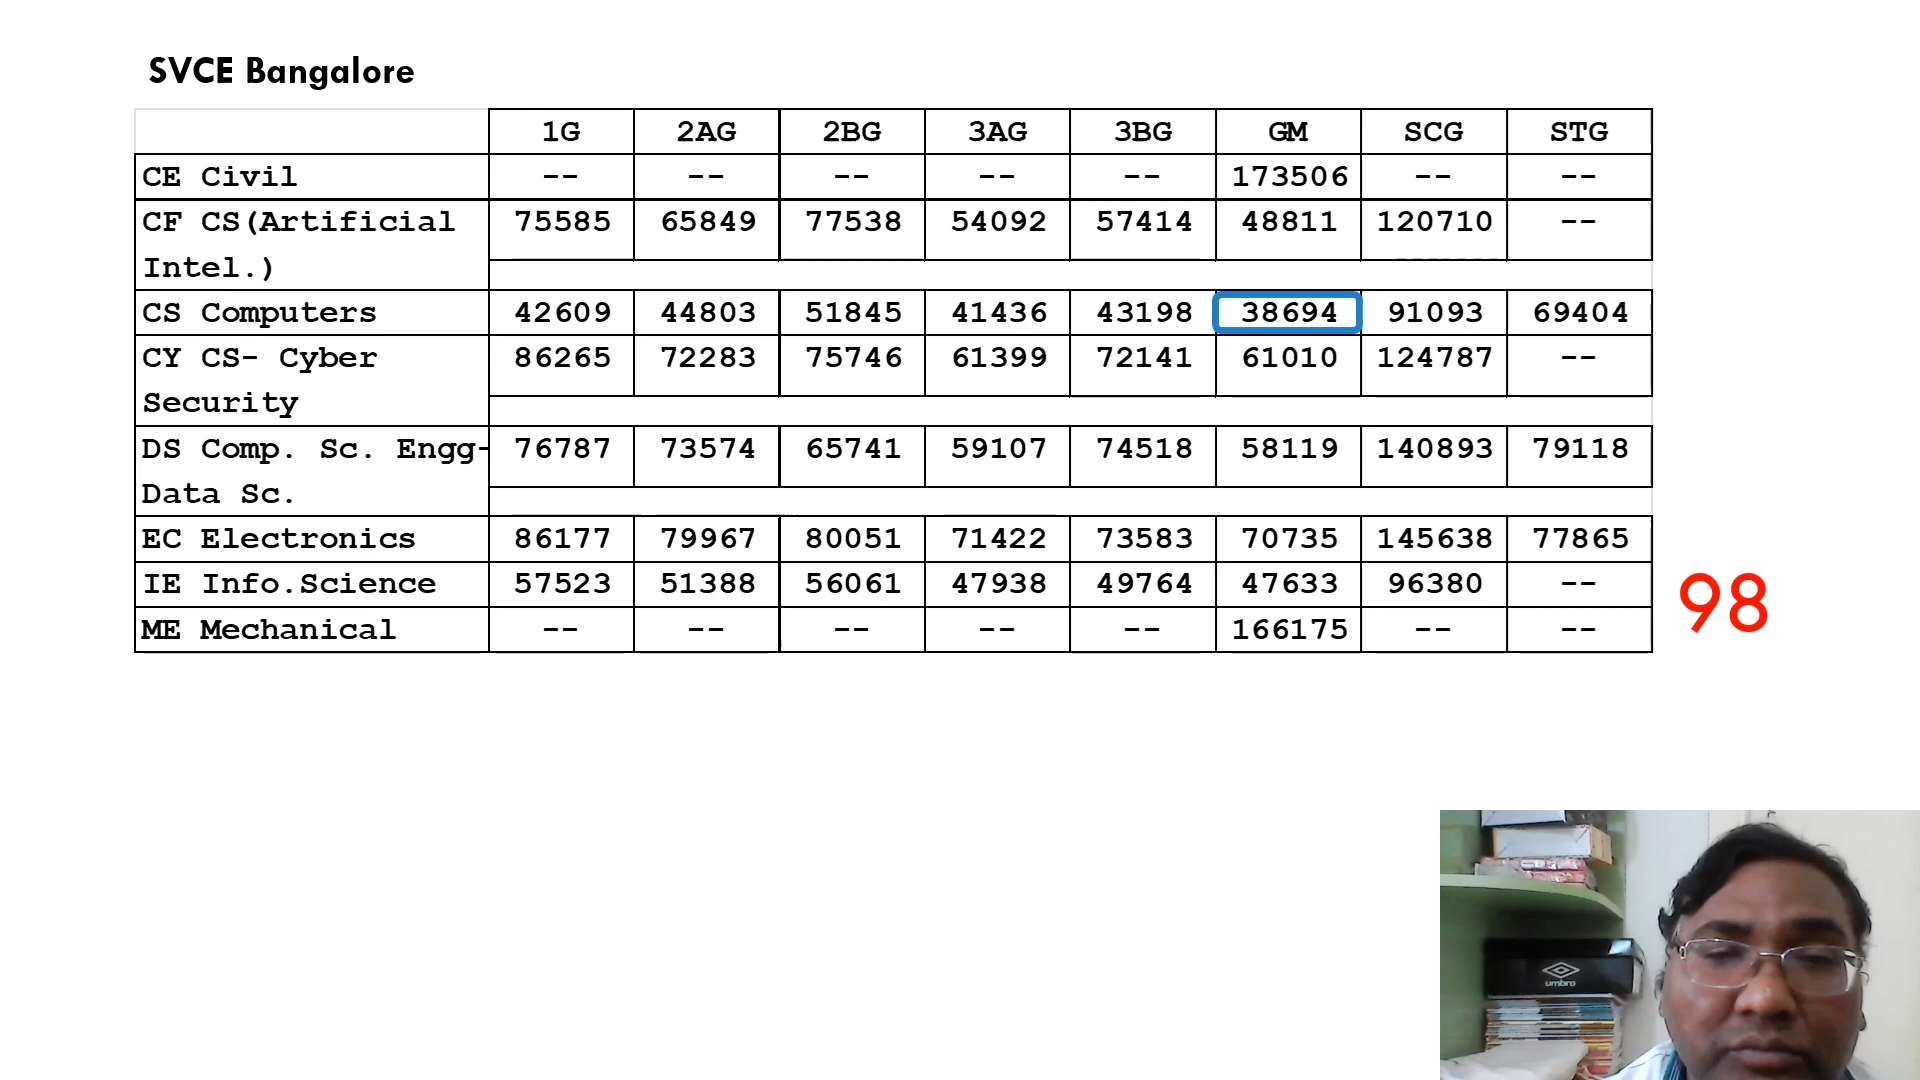 SVCE Bangalore
1G 2AG 2BG 3AG 3BG GM SCG STG
CE Civil -- -- -- -- -- 173506 -- --
CF CS(Artificial 75585 65849 77538 54092 57414 48811 120710 --
Intel.)
CS Computers 42609 44803 51845 41436 43198 38694 91093 69404
CY CS- Cyber 86265 72283 75746 61399 72141 61010 124787 --
Security
DS Comp. Sc. Engg- 76787 73574 65741 59107 74518 58119 140893 79118
Data Sc.
EC Electronics 86177 79967 80051 71422 73583 70735 145638 77865
IE Info.Science 57523 51388 56061 47938 49764 47633 96380 --
98
ME Mechanical -- -- -- -- -- 166175 -- --
umbro